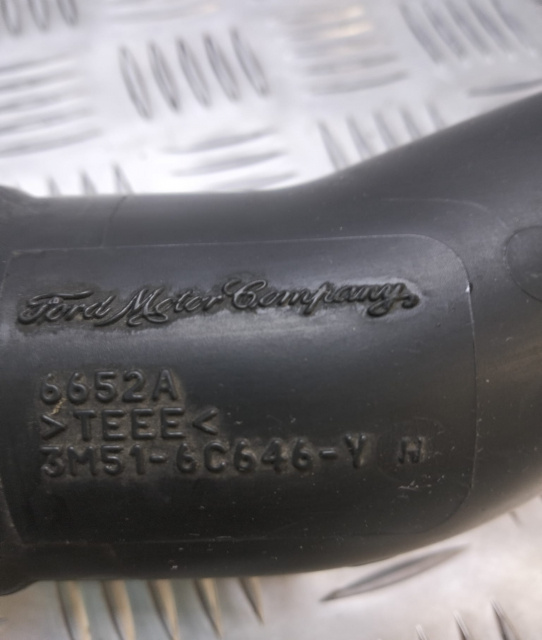 Ford Motor Company,
6652A
>TEEE<
3M51-6C646-Y H